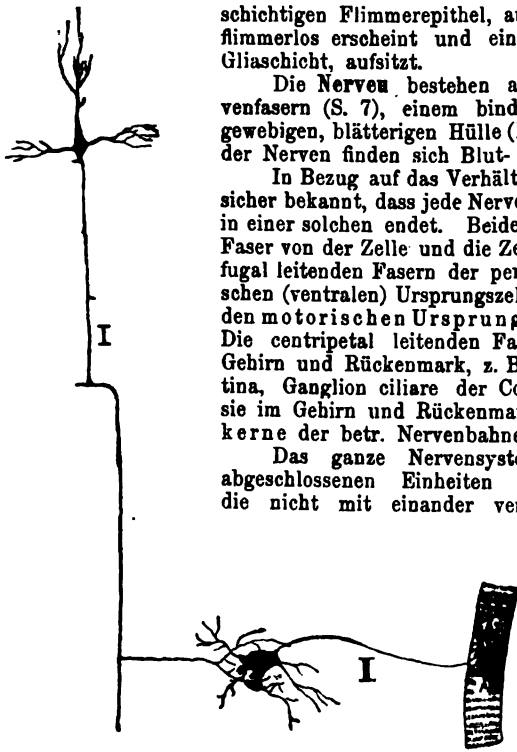 schichtigen Flimmerepithel, au
flimmerlos erscheint und ein
Gliaschicht, aufsitzt.
Die Nerven bestehen a
venfasern (S. 7), einem bind
gewebigen, blätterigen Hülle (
der Nerven finden sich Blut-
In Bezug auf das Verhält
sicher bekannt, dass jede Nerve
in einer solchen endet. Beide
Faser von der Zelle und die Ze
fugal leitenden Fasern der per
schen (ventralen) Ursprungszel
den motorischen Ursprung
Die centripetal leitenden Fa
Gehirn und Rückenmark, z. B
tina, Ganglion ciliare der Co
sie im Gehirn und Rückenma
kerne der betr. Nervenbahne
Das ganze Nervensyste
abgeschlossenen Einheiten
die nicht mit einander ve
I
I